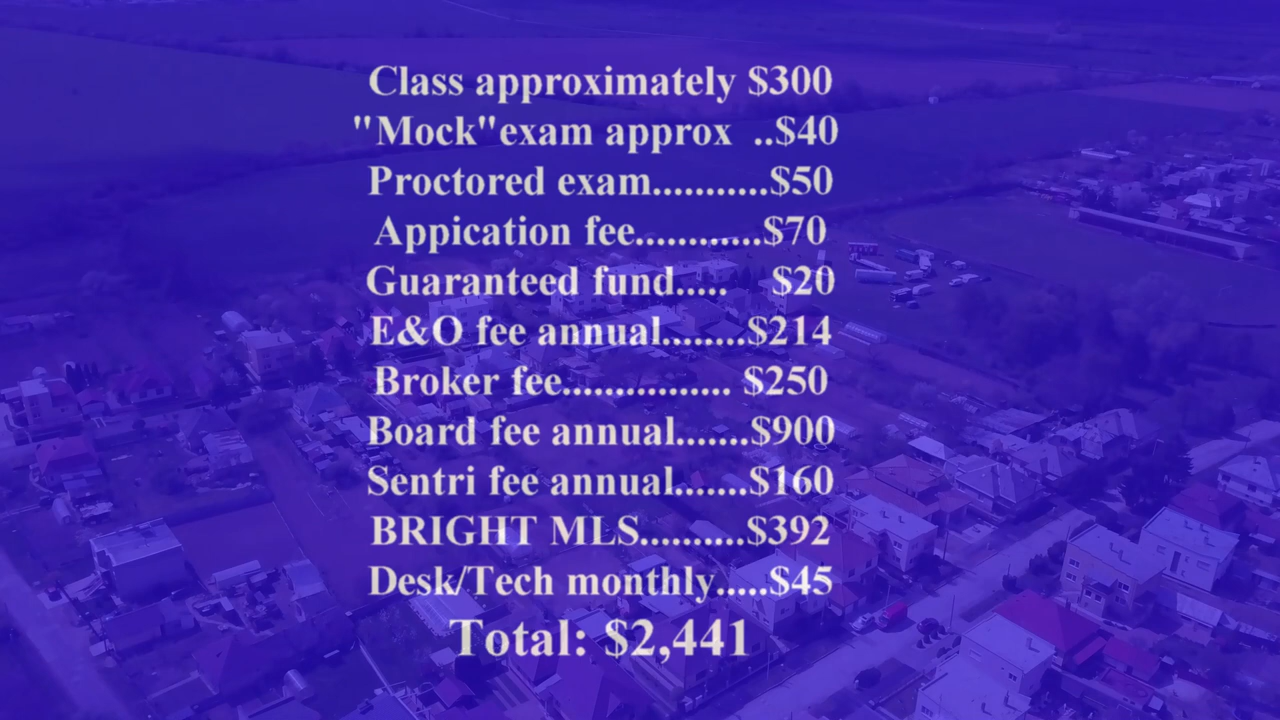 Class approximately $300
"Mock"exam approx  ..$40
Proctored exam...........$50
Appication fee............$70
Guaranteed fund.....    $20
E&O fee annual........$214
Broker fee................ $250
Board fee annual.......$900
Sentri fee annual.......$160
BRIGHT MLS..........$392
Desk/Tech monthly.....$45
Total: $2,441